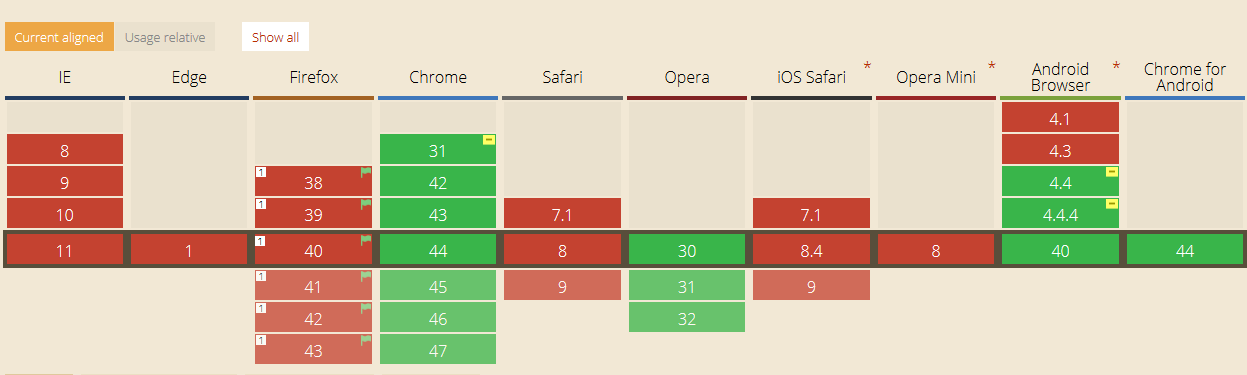 Current aligned Usage relative Show all
IE Edge Firefox Chrome Safari Opera iOS Safari * Opera Mini * Android Browser * Chrome for Android
4.1
8 31 4.3
9 1 38 42 4.4
10 1 39 43 7.1 7.1 4.4.4
11 1 1 40 44 8 30 8.4 8 40 44
1 41 45 9 31 9
1 42 46 32
1 43 47